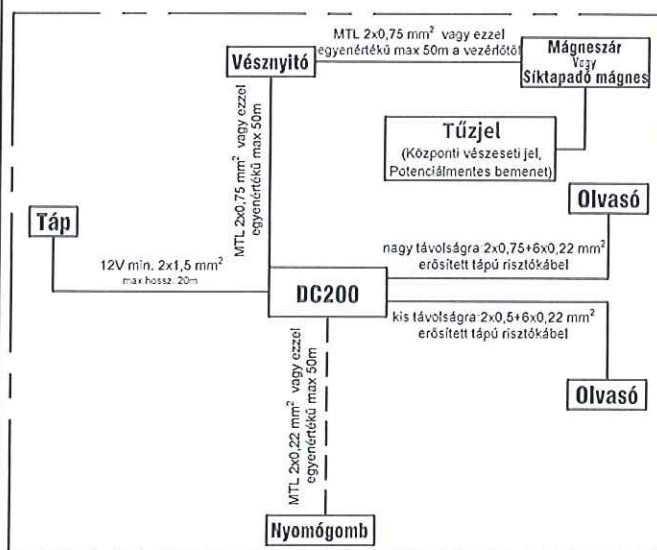 MTL 2x0,75 mm² vagy ezzel
egyenértékű max 50m a vezérlőtől
Vésznyitó
Mágneszár
Vagy
Síktapadó mágnes
Tűzjel
(Központi vészeseti jel,
Potenciálmentes bemenet)
MTL 2x0,75 mm² vagy ezzel
egyenértékű max 50m
Olvasó
Táp
12V min. 2x1,5 mm²
max hossz. 20m
nagy távolságra 2x0,75+6x0,22 mm²
erősített tápú risztókábel
DC200
kis távolságra 2x0,5+6x0,22 mm²
erősített tápú risztókábel
Olvasó
MTL 2x0,22 mm² vagy ezzel
egyenértékű max 50m
Nyomógomb